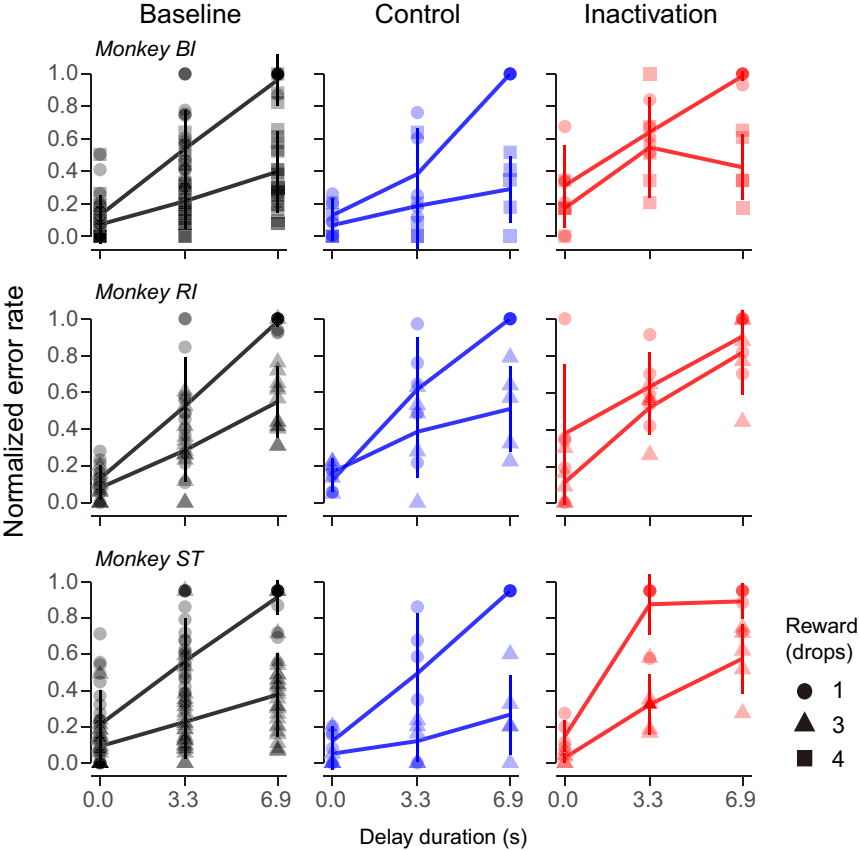 Baseline Control Inactivation
Monkey BI
1.0
0.8
0.6
0.4
0.2
0.0
Monkey RI
1.0
0.8
0.6
0.4
0.2
0.0
Monkey ST
1.0
0.8
0.6
0.4
0.2
0.0
Normalized error rate
0.0 3.3 6.9 0.0 3.3 6.9 0.0 3.3 6.9
Delay duration (s)
Reward
(drops)
1
3
4